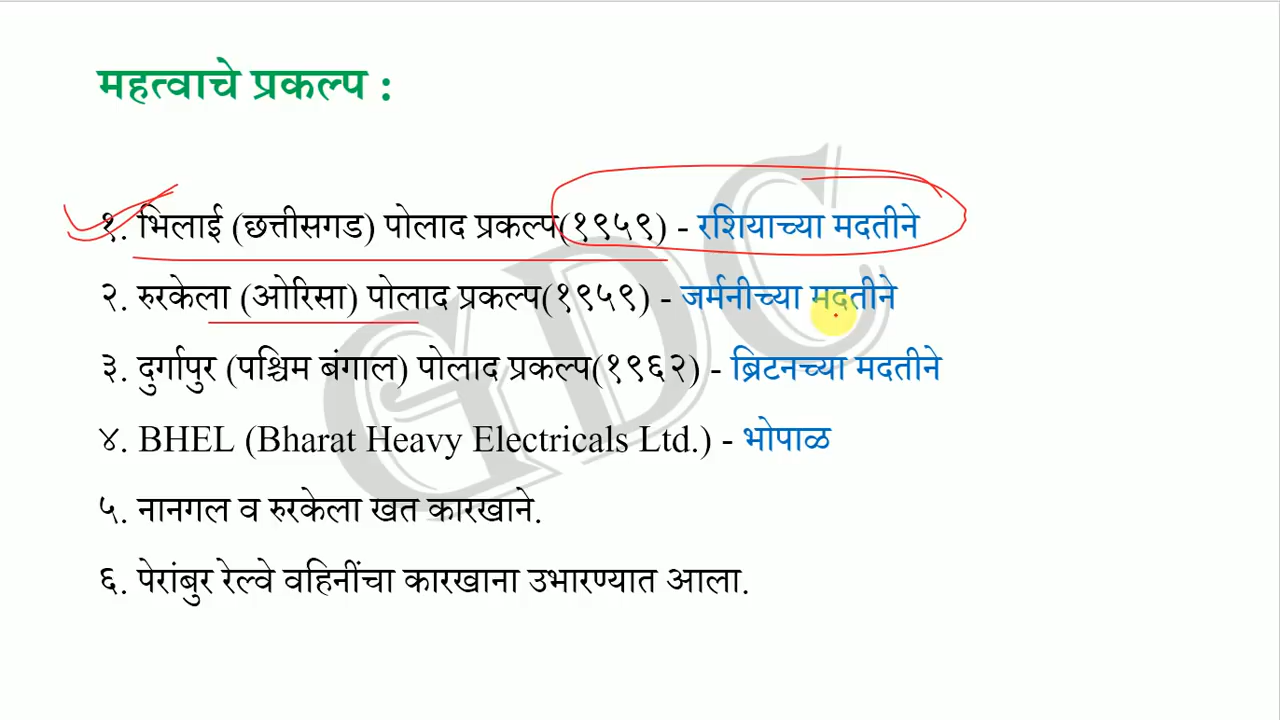 महत्वाचे प्रकल्प :
१. भिलाई (छत्तीसगड) पोलाद प्रकल्प(१९५९) - रशियाच्या मदतीने
२. रुरकेला (ओरिसा) पोलाद प्रकल्प(१९५९) - जर्मनीच्या मदतीने
३. दुर्गापुर (पश्चिम बंगाल) पोलाद प्रकल्प(१९६२) - ब्रिटनच्या मदतीने
४. BHEL (Bharat Heavy Electricals Ltd.) - भोपाळ
५. नानगल व रुरकेला खत कारखाने.
६. पेरांबुर रेल्वे वहिनींचा कारखाना उभारण्यात आला.
GDC